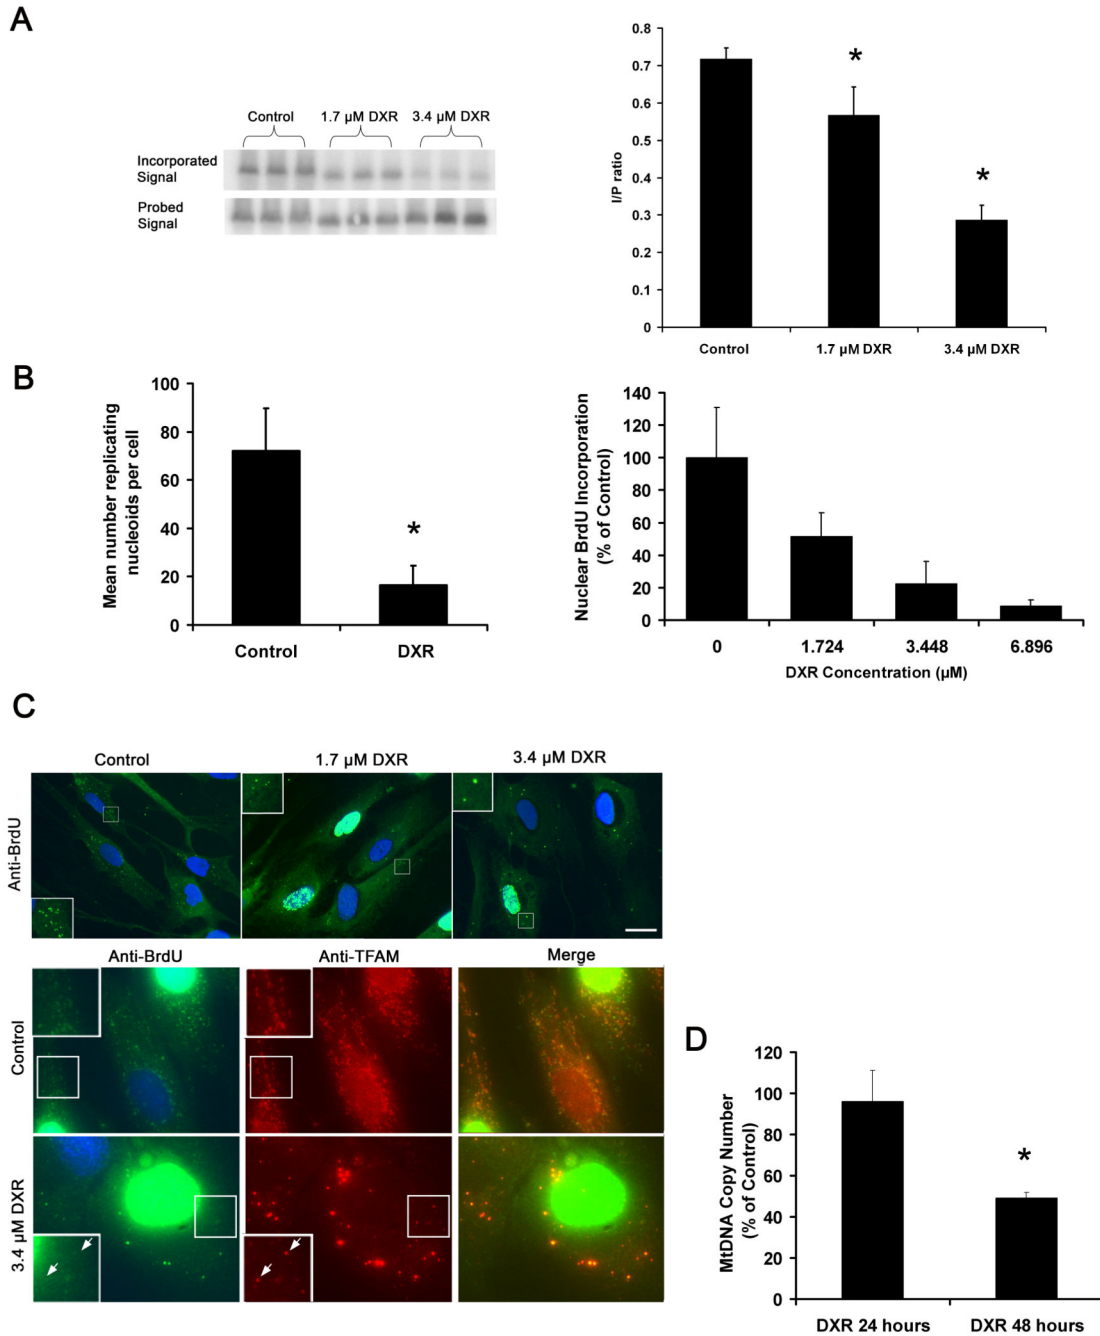 A
Control
1.7 µM DXR
3.4 µM DXR
Incorporated
Signal
Probed
Signal
I/P ratio
0.8
0.7
0.6
0.5
0.4
0.3
0.2
0.1
0
*
*
Control
1.7 µM DXR
3.4 µM DXR
B
Mean number replicating
nucleoids per cell
100
80
60
40
20
0
*
Control
DXR
Nuclear BrdU Incorporation
(% of Control)
140
120
100
80
60
40
20
0
0
1.724
3.448
6.896
DXR Concentration (µM)
C
Control
1.7 µM DXR
3.4 µM DXR
Anti-BrdU
Anti-BrdU
Anti-TFAM
Merge
Control
3.4 µM DXR
D
MtDNA Copy Number
(% of Control)
120
100
80
60
40
20
0
*
DXR 24 hours
DXR 48 hours